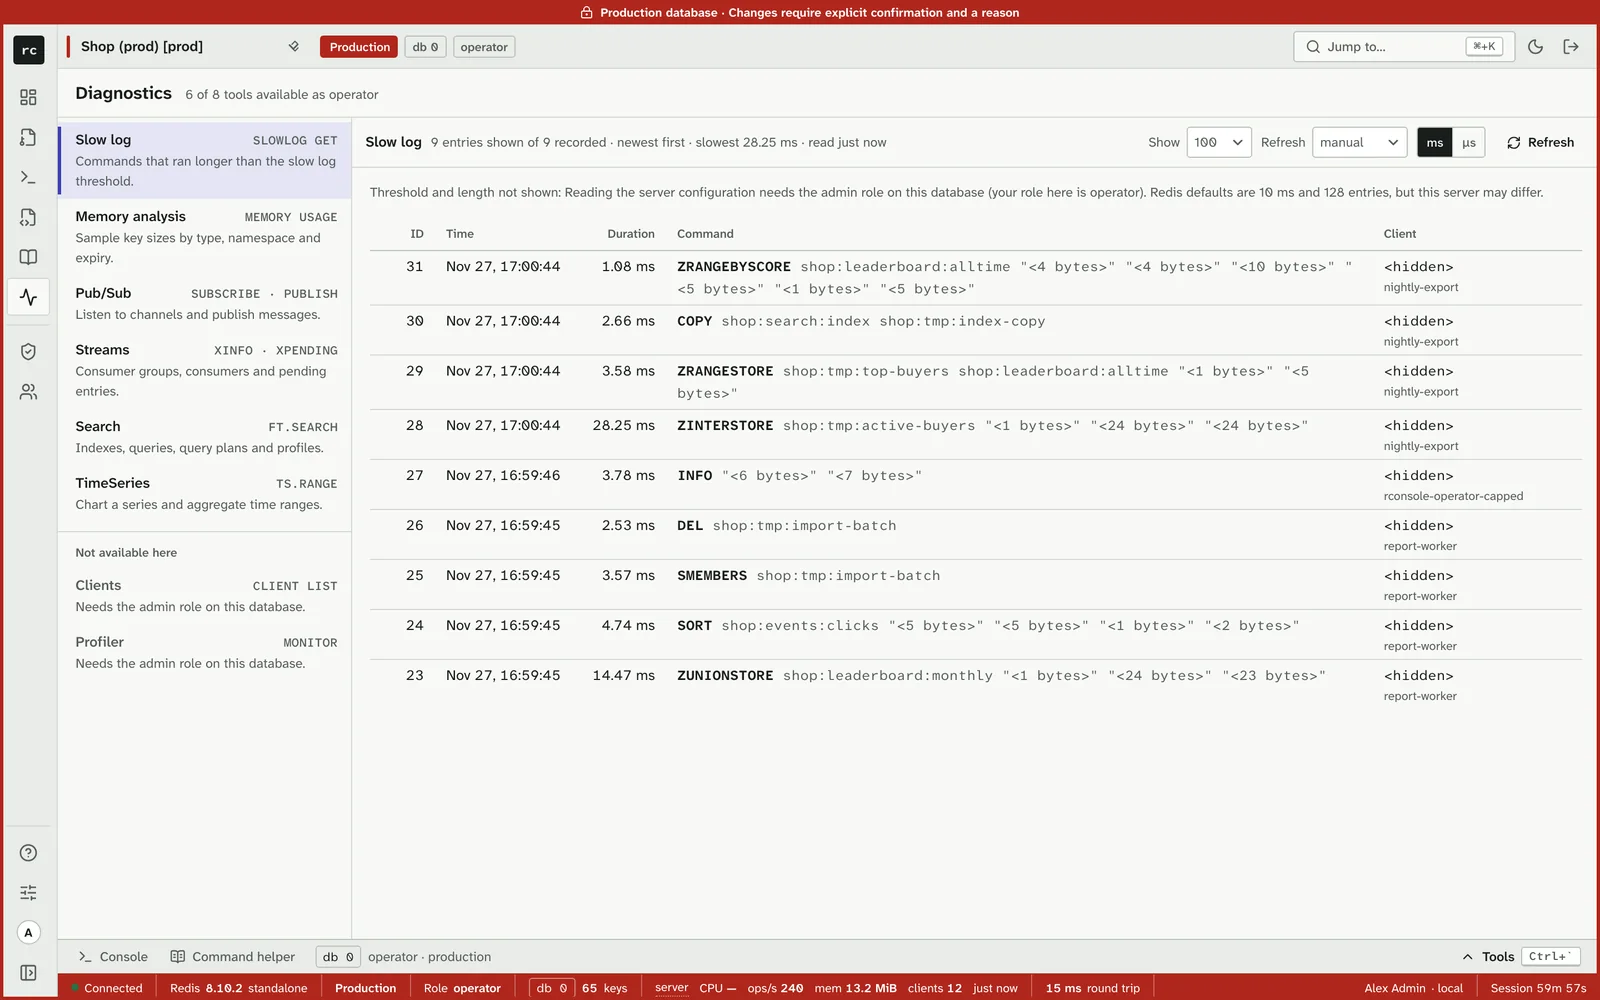 Production database · Changes require explicit confirmation and a reason
rc
Shop (prod) [prod]
Production
db 0
operator
Jump to...
⌘+K
Diagnostics
6 of 8 tools available as operator
Slow log
SLOWLOG GET
Commands that ran longer than the slow log
threshold.
Memory analysis
MEMORY USAGE
Sample key sizes by type, namespace and
expiry.
Pub/Sub
SUBSCRIBE · PUBLISH
Listen to channels and publish messages.
Streams
XINFO · XPENDING
Consumer groups, consumers and pending
entries.
Search
FT.SEARCH
Indexes, queries, query plans and profiles.
TimeSeries
TS.RANGE
Chart a series and aggregate time ranges.
Not available here
Clients
CLIENT LIST
Needs the admin role on this database.
Profiler
MONITOR
Needs the admin role on this database.
Slow log
9 entries shown of 9 recorded · newest first · slowest 28.25 ms · read just now
Show
100
Refresh
manual
ms
µs
Refresh
Threshold and length not shown: Reading the server configuration needs the admin role on this database (your role here is operator). Redis defaults are 10 ms and 128 entries, but this server may differ.
ID Time Duration Command Client
31 Nov 27, 17:00:44 1.08 ms ZRANGEBYSCORE shop:leaderboard:alltime "<4 bytes>" "<4 bytes>" "<10 bytes>" " <hidden>
<5 bytes>" "<1 bytes>" "<5 bytes>" nightly-export
30 Nov 27, 17:00:44 2.66 ms COPY shop:search:index shop:tmp:index-copy <hidden>
nightly-export
29 Nov 27, 17:00:44 3.58 ms ZRANGESTORE shop:tmp:top-buyers shop:leaderboard:alltime "<1 bytes>" "<5 <hidden>
bytes>" nightly-export
28 Nov 27, 17:00:44 28.25 ms ZINTERSTORE shop:tmp:active-buyers "<1 bytes>" "<24 bytes>" "<24 bytes>" <hidden>
nightly-export
27 Nov 27, 16:59:46 3.78 ms INFO "<6 bytes>" "<7 bytes>" <hidden>
rconsole-operator-capped
26 Nov 27, 16:59:45 2.53 ms DEL shop:tmp:import-batch <hidden>
report-worker
25 Nov 27, 16:59:45 3.57 ms SMEMBERS shop:tmp:import-batch <hidden>
report-worker
24 Nov 27, 16:59:45 4.74 ms SORT shop:events:clicks "<5 bytes>" "<5 bytes>" "<1 bytes>" "<2 bytes>" <hidden>
report-worker
23 Nov 27, 16:59:45 14.47 ms ZUNIONSTORE shop:leaderboard:monthly "<1 bytes>" "<24 bytes>" "<23 bytes>" <hidden>
report-worker
A
Console
Command helper
db 0
operator · production
Tools
Ctrl+`
Connected
Redis 8.10.2 standalone
Production
Role operator
db 0 65 keys
server CPU — ops/s 240 mem 13.2 MiB clients 12 just now
15 ms round trip
Alex Admin · local
Session 59m 57s